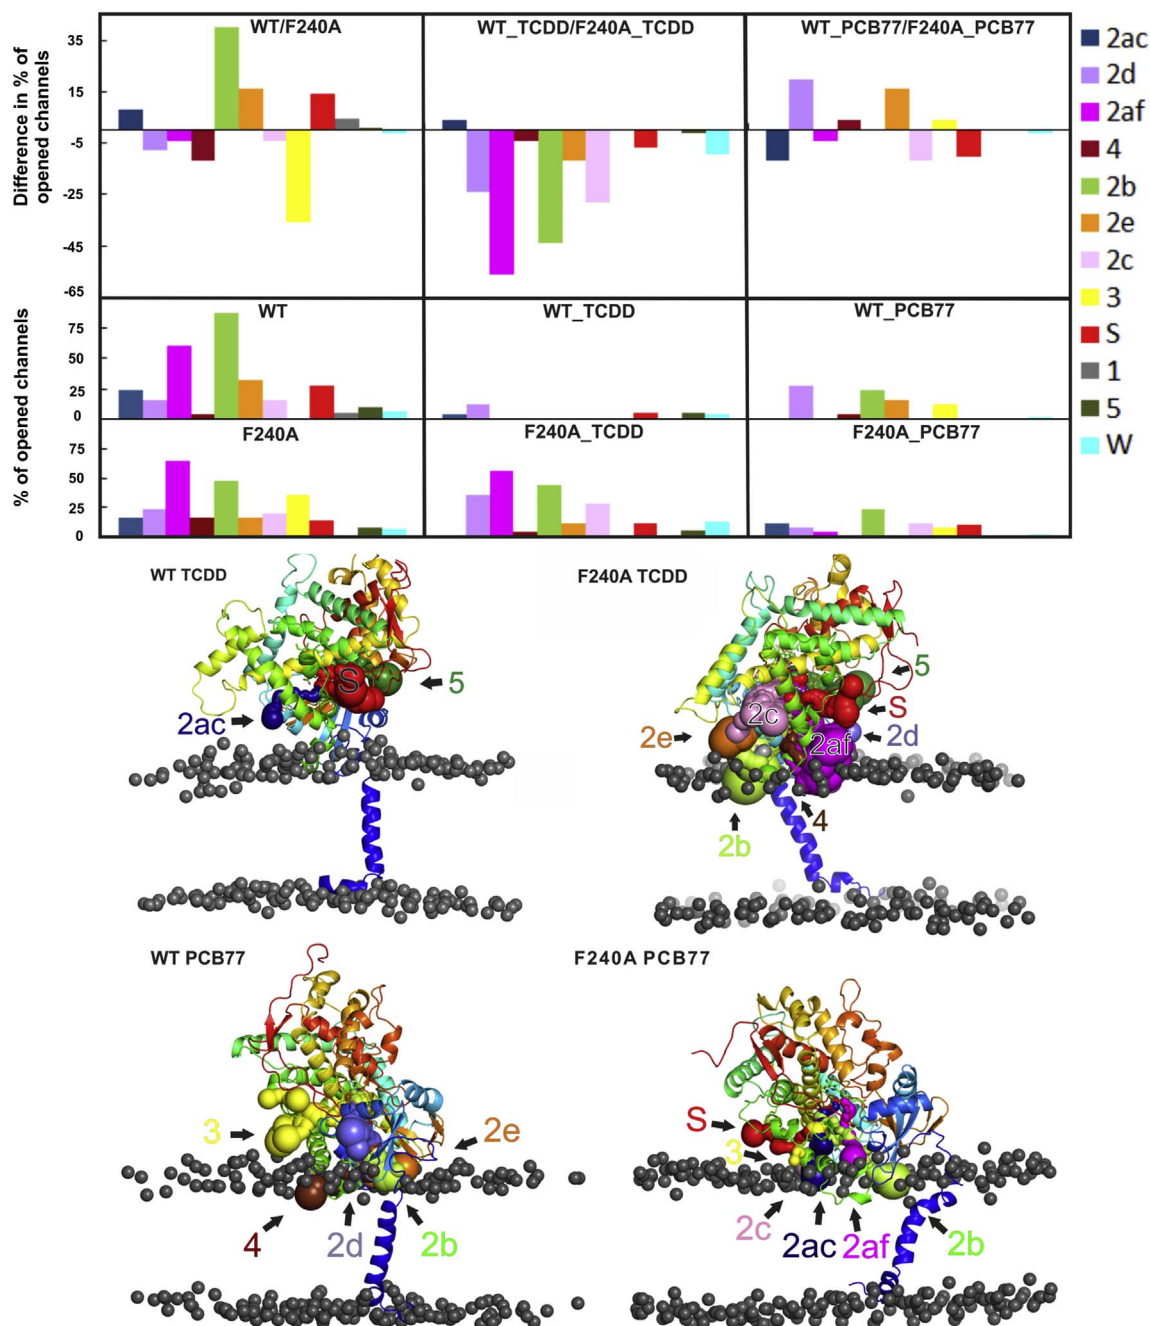 Difference in % of
opened channels
35
15
-5
-25
-45
-65
WT/F240A
WT_TCDD/F240A_TCDD
WT_PCB77/F240A_PCB77
2ac
2d
2af
4
2b
2e
2c
3
S
1
5
W
% of opened channels
75
50
25
0
WT
WT_TCDD
WT_PCB77
75
50
25
0
F240A
F240A_TCDD
F240A_PCB77
WT TCDD
S
5
2ac
F240A TCDD
5
S
2c
2e
2af
2d
4
2b
WT PCB77
3
2e
4
2d
2b
F240A PCB77
S
3
2c
2ac
2af
2b